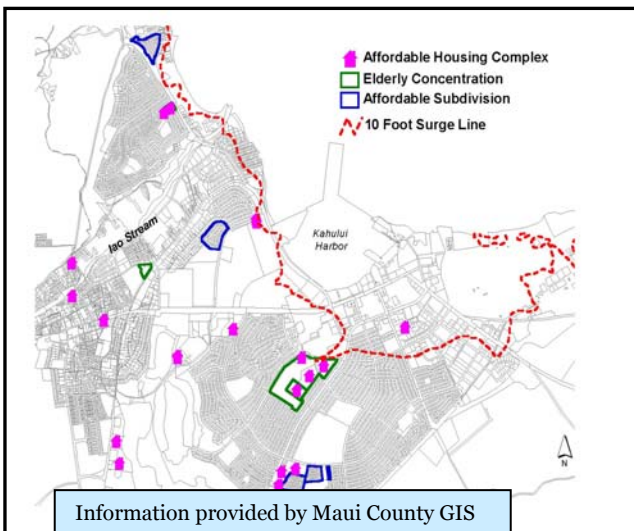 Affordable Housing Complex
Elderly Concentration
Affordable Subdivision
10 Foot Surge Line
Iao Stream
Kahului
Harbor
N
Information provided by Maui County GIS